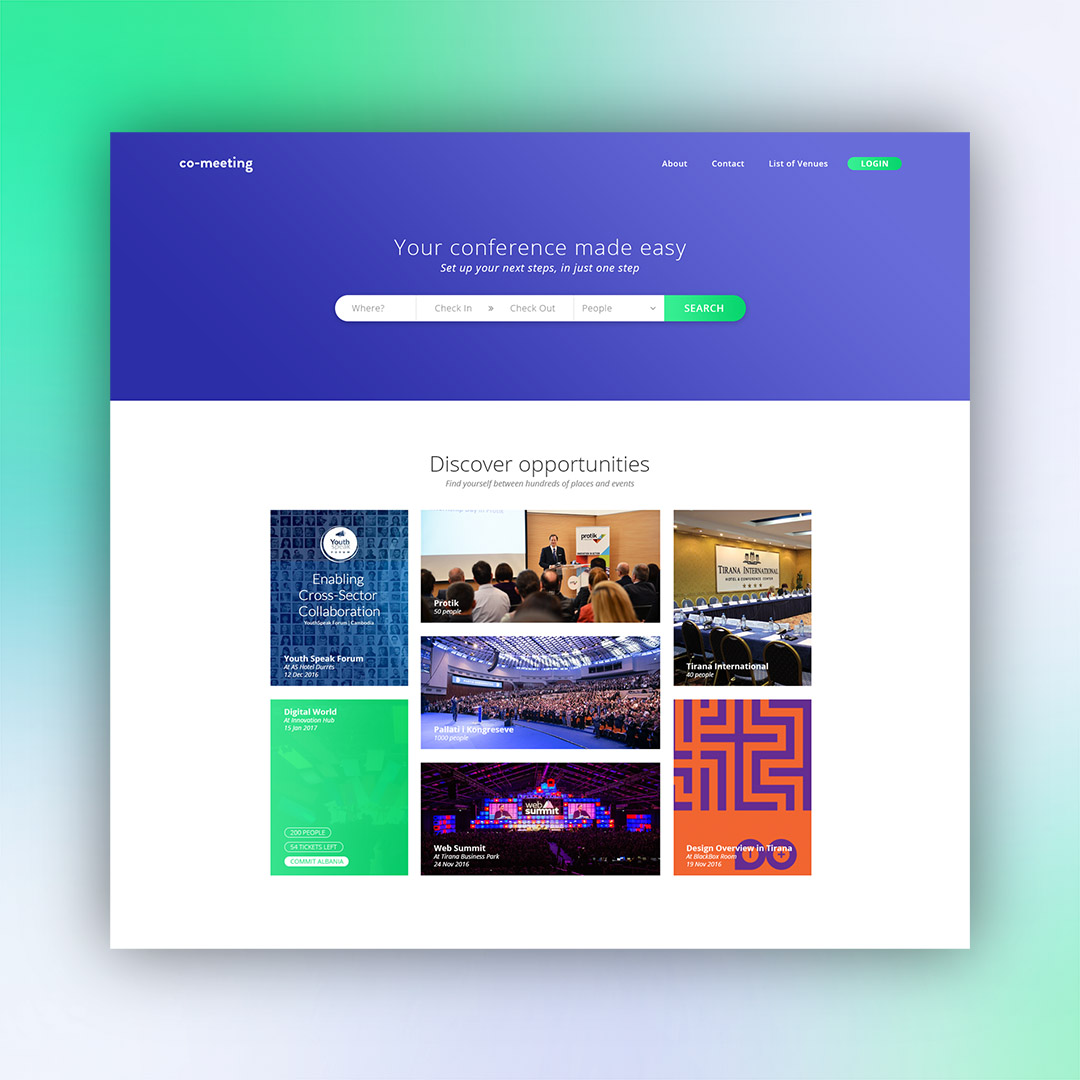 co-meeting
About
Contact
List of Venues
LOGIN
Your conference made easy
Set up your next steps, in just one step
Where?
Check In
»
Check Out
People
SEARCH
Discover opportunities
Find yourself between hundreds of places and events
Youth
Speak
FORUM
Enabling
Cross-Sector
Collaboration
YouthSpeak Forum | Cambodia
Youth Speak Forum
At AS Hotel Durrës
12 Dec 2016
protik
Protik
50 people
TIRANA INTERNATIONAL
HOTEL & CONFERENCE CENTER
Tirana International
40 people
Pallati i Kongreseve
1000 people
Digital World
At Innovation Hub
15 Jan 2017
200 PEOPLE
54 TICKETS LEFT
COMMIT ALBANIA
web
summit
Web Summit
At Tirana Business Park
24 Nov 2016
Design Overview in Tirana
At BlackBox Room
19 Nov 2016